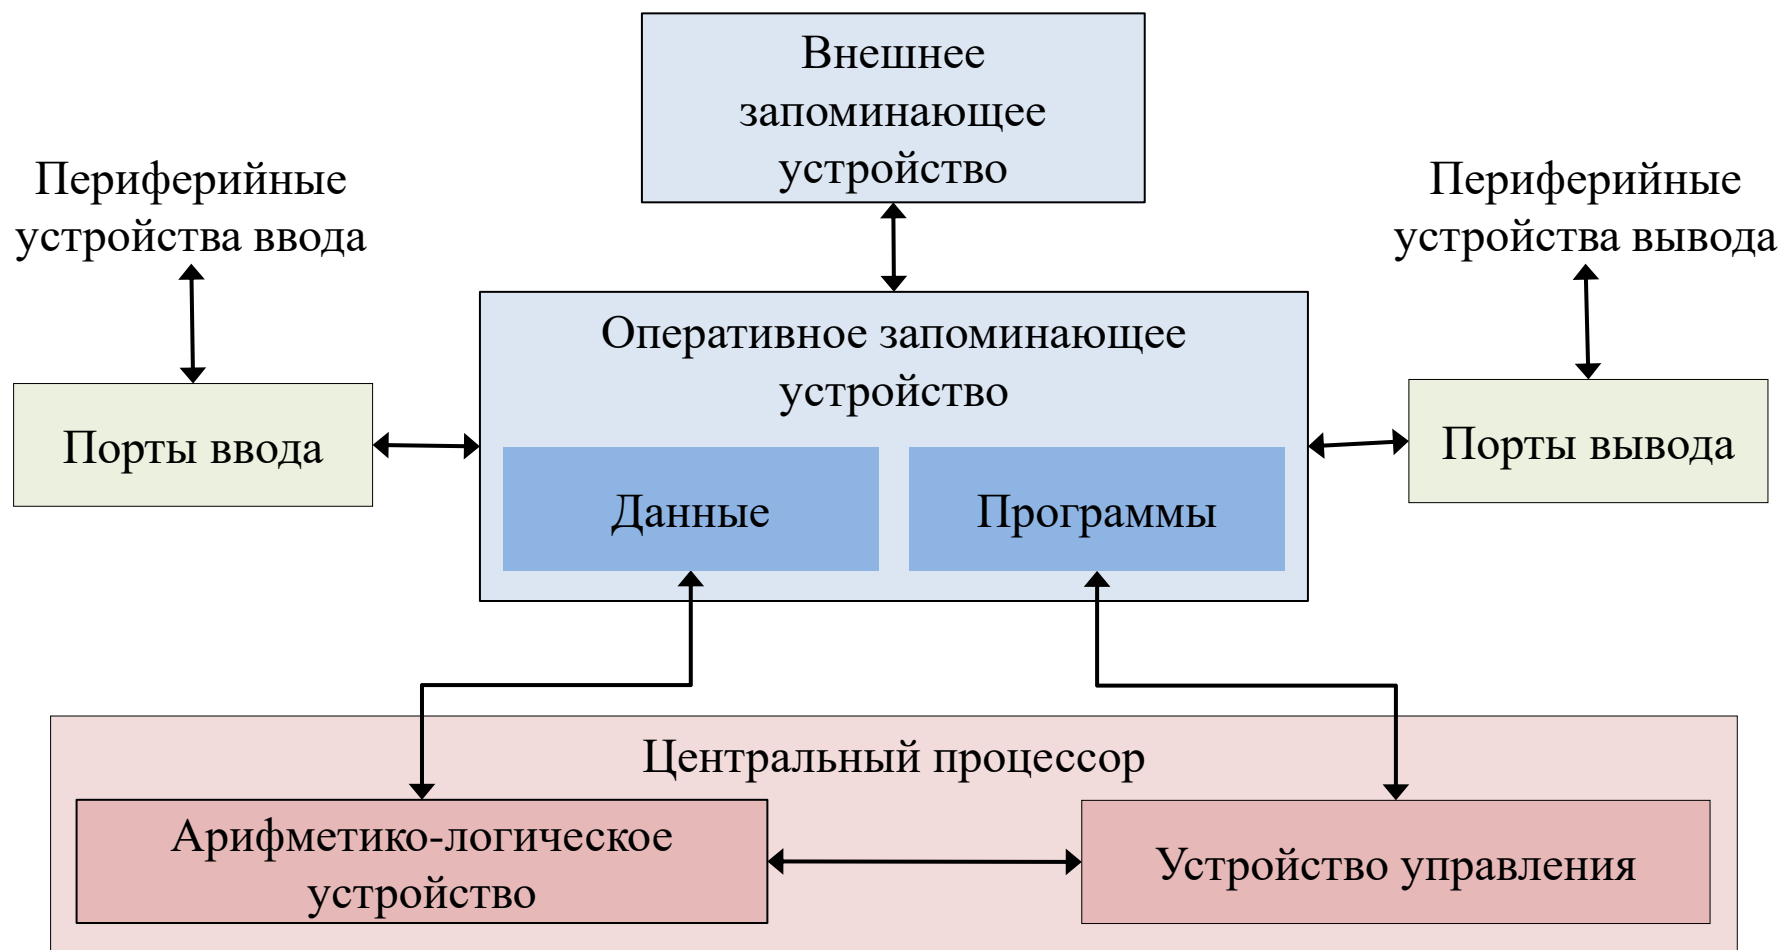 Внешнее
запоминающее
устройство
Периферийные
устройства ввода
Периферийные
устройства вывода
Оперативное запоминающее
устройство
Порты ввода
Порты вывода
Данные
Программы
Центральный процессор
Арифметико-логическое
устройство
Устройство управления